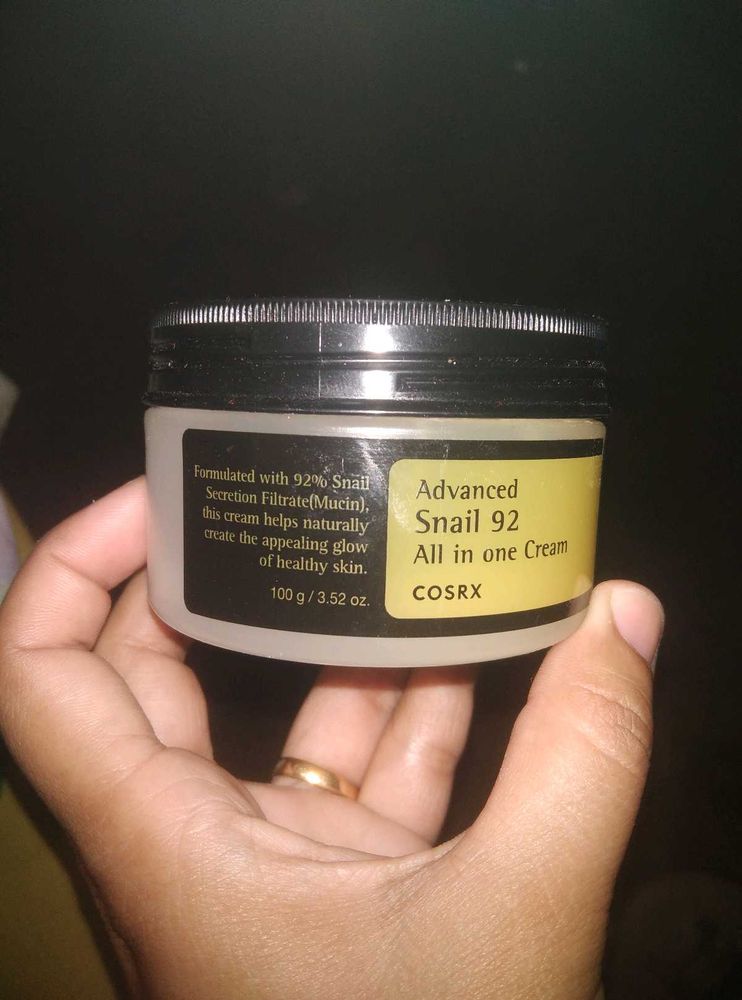 Formulated with 92% Snail
Secretion Filtrate(Mucin),
this cream helps naturally
create the appealing glow
of healthy skin.
100 g / 3.52 oz.
Advanced
Snail 92
All in one Cream
COSRX